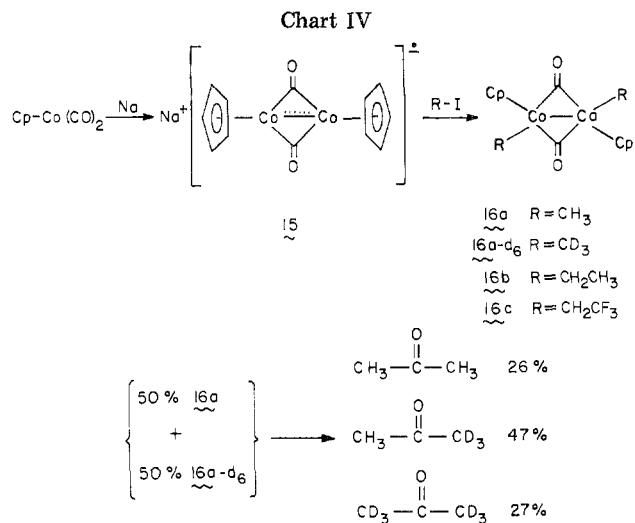 Chart IV
Cp-Co(CO)2 Na Na+ [ Co Co ]•− R-I Cp Co Co R R Cp
O
O
O
O
15
16a R=CH3
16a-d6 R=CD3
16b R=CH2CH3
16c R=CH2CF3
50% 16a
+
50% 16a-d6
O
CH3-C-CH3 26%
O
CH3-C-CD3 47%
O
CD3-C-CD3 27%